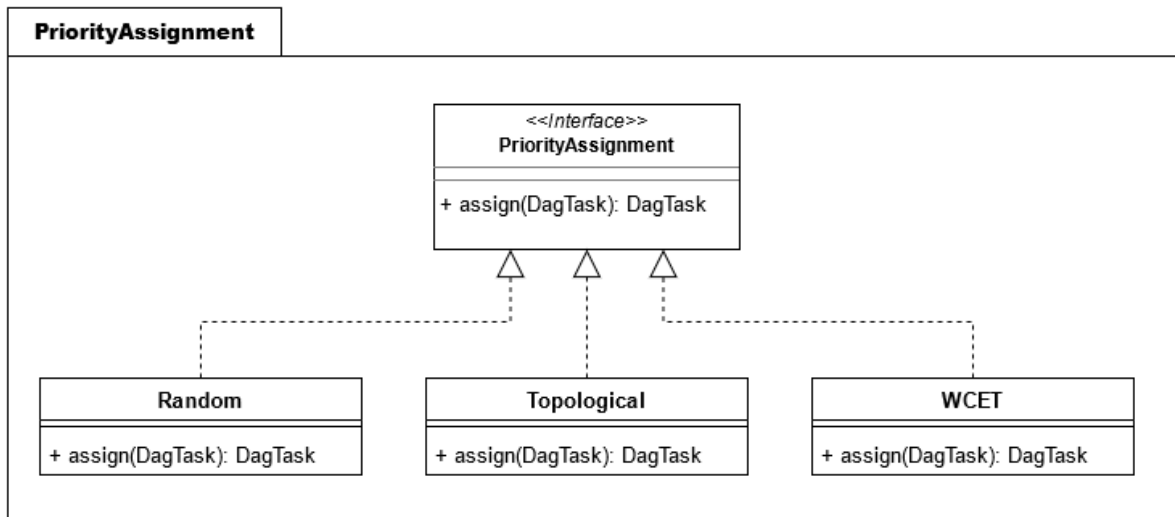 PriorityAssignment
<<Interface>>
PriorityAssignment
+ assign(DagTask): DagTask
Random
+ assign(DagTask): DagTask
Topological
+ assign(DagTask): DagTask
WCET
+ assign(DagTask): DagTask